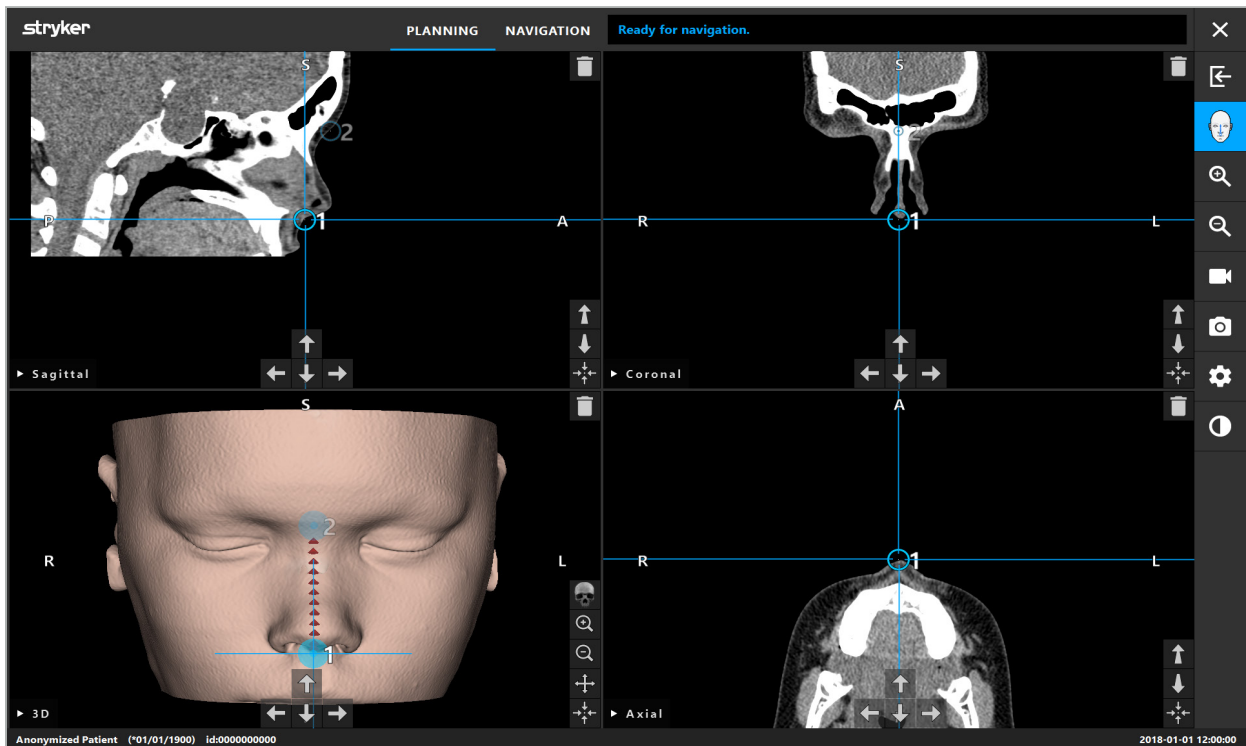 stryker
PLANNING NAVIGATION Ready for navigation.
S
2
P 1 A
Sagittal
S
2
R 1 L
Coronal
S
2
R L
1
3D
A
R 1 L
Axial
Anonymized Patient (*01/01/1900) id:0000000000 2018-01-01 12:00:00